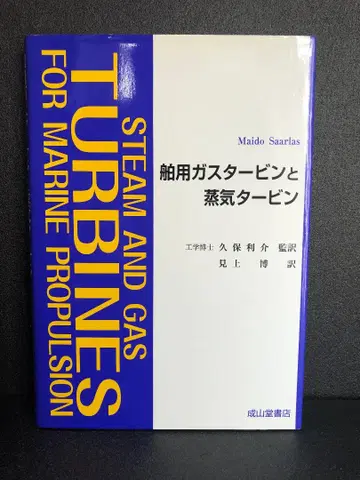 STEAM AND GAS
TURBINES
FOR MARINE PROPULSION
Maido Saarlas
舶用ガスタービンと
蒸気タービン
工学博士 久保利介 監訳
見上 博 訳
成山堂書店